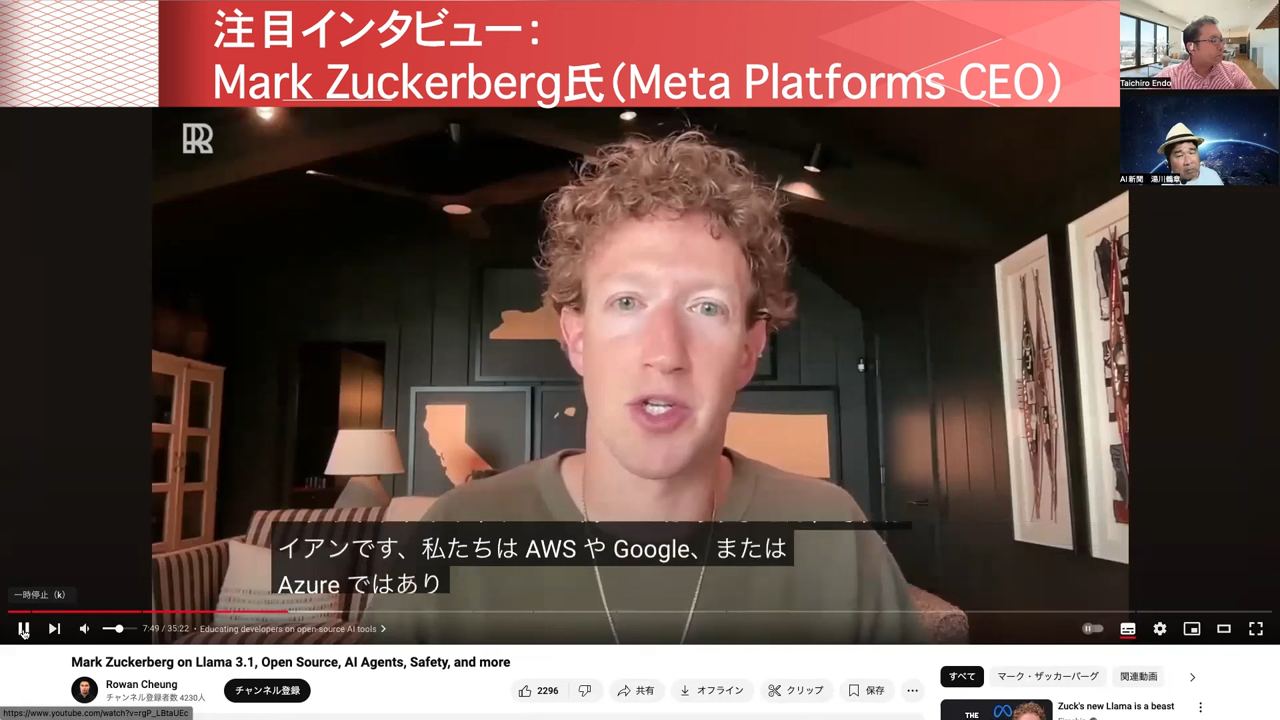 注目インタビュー：
Mark Zuckerberg氏（Meta Platforms CEO）
Taichiro Endo
AI新聞 湯川鶴章
イアンです、私たちは AWS や Google、または
Azure ではあり
一時停止（k）
7:49 / 35:22 • Educating developers on open-source AI tools
Mark Zuckerberg on Llama 3.1, Open Source, AI Agents, Safety, and more
Rowan Cheung
チャンネル登録者数 4230人
チャンネル登録
2296
共有
オフライン
クリップ
保存
すべて
マーク・ザッカーバーグ
関連動画
THE
Zuck's new Llama is a beast
https://www.youtube.com/watch?v=rgP_LBtaUEc